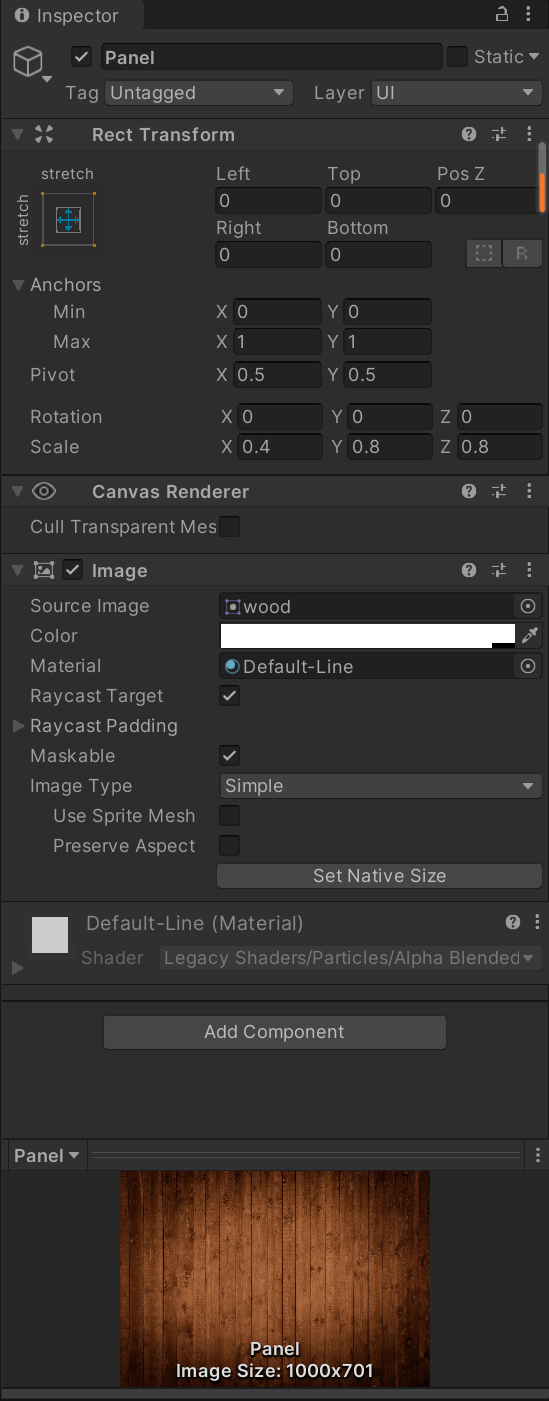 Inspector
Panel
Static
Tag Untagged Layer UI
Rect Transform
stretch
stretch
Left Top Pos Z
0 0 0
Right Bottom
0 0
R
Anchors
Min X 0 Y 0
Max X 1 Y 1
Pivot X 0.5 Y 0.5
Rotation X 0 Y 0 Z 0
Scale X 0.4 Y 0.8 Z 0.8
Canvas Renderer
Cull Transparent Mes
Image
Source Image wood
Color
Material Default-Line
Raycast Target
Raycast Padding
Maskable
Image Type Simple
Use Sprite Mesh
Preserve Aspect
Set Native Size
Default-Line (Material)
Shader Legacy Shaders/Particles/Alpha Blended
Add Component
Panel
Panel
Image Size: 1000x701